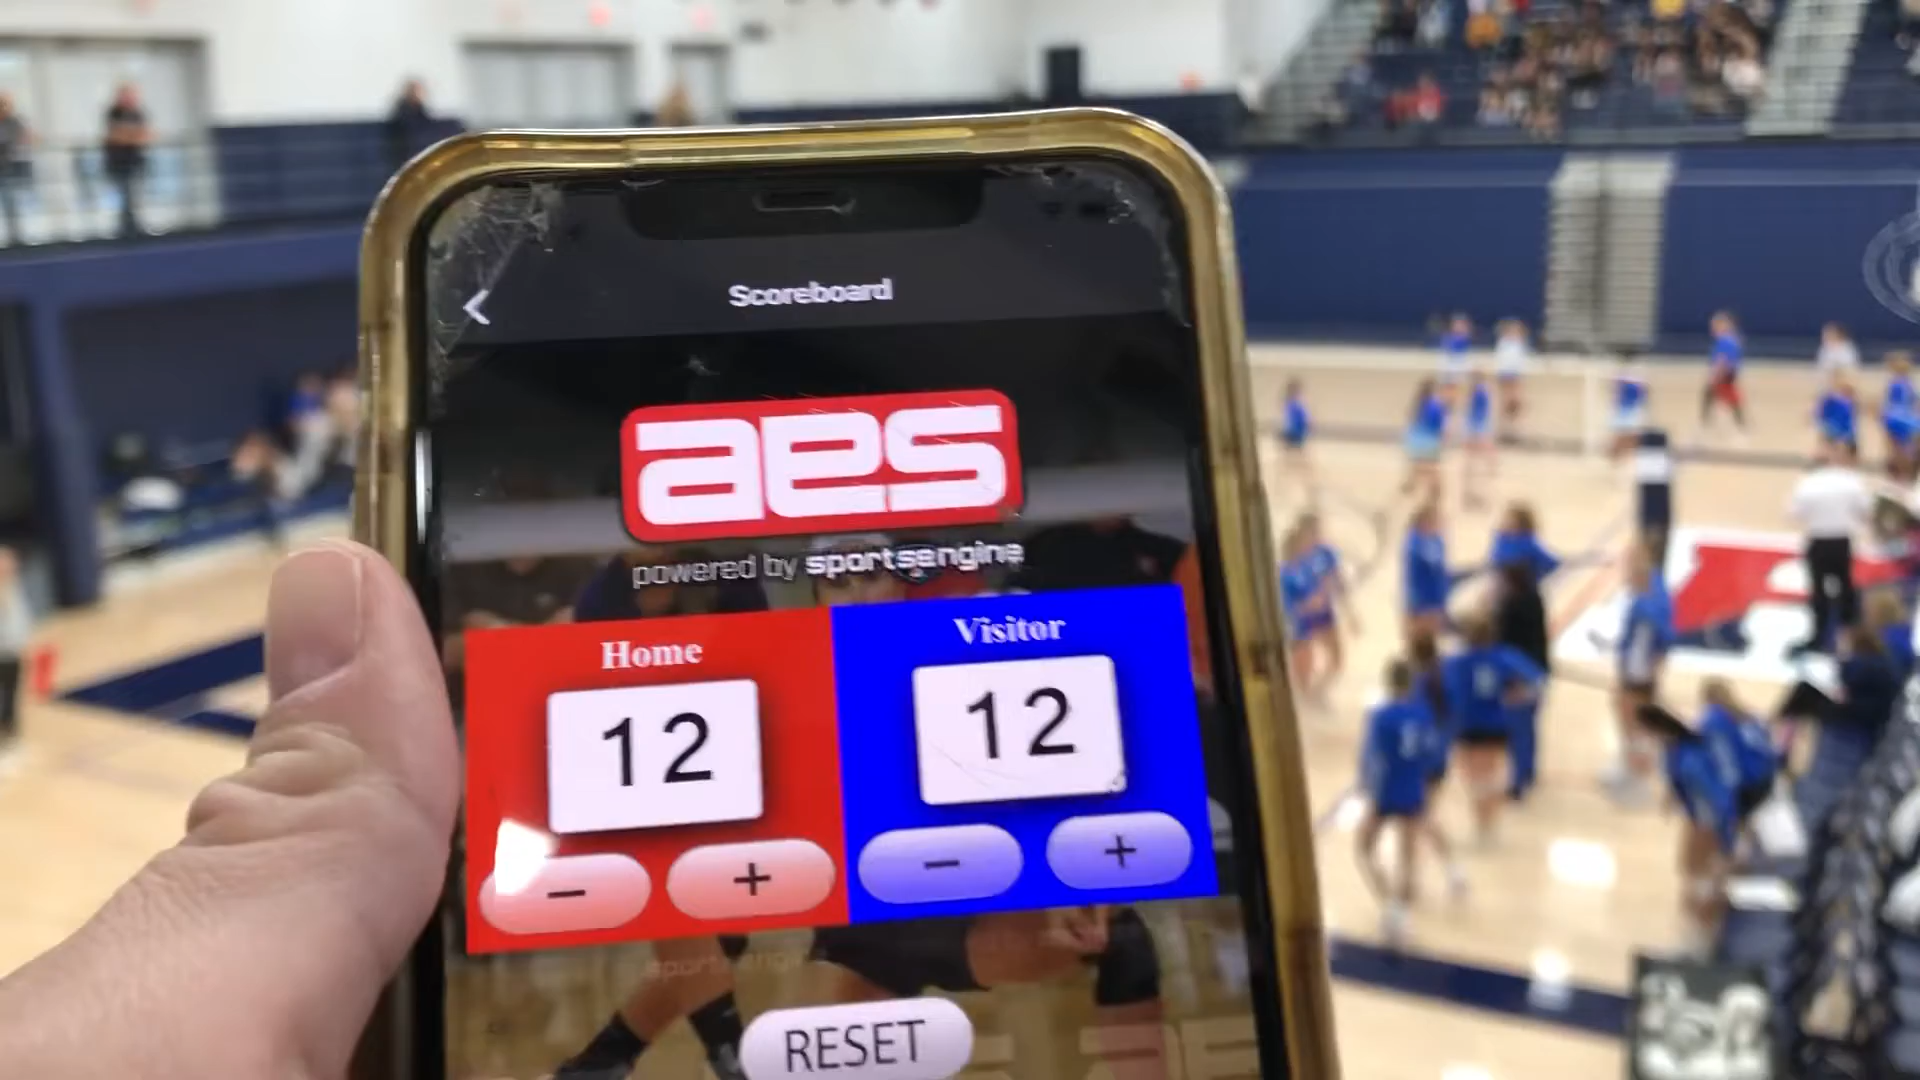 Scoreboard
aes
powered by sportsengine
Home
Visitor
12
12
− +
− +
RESET